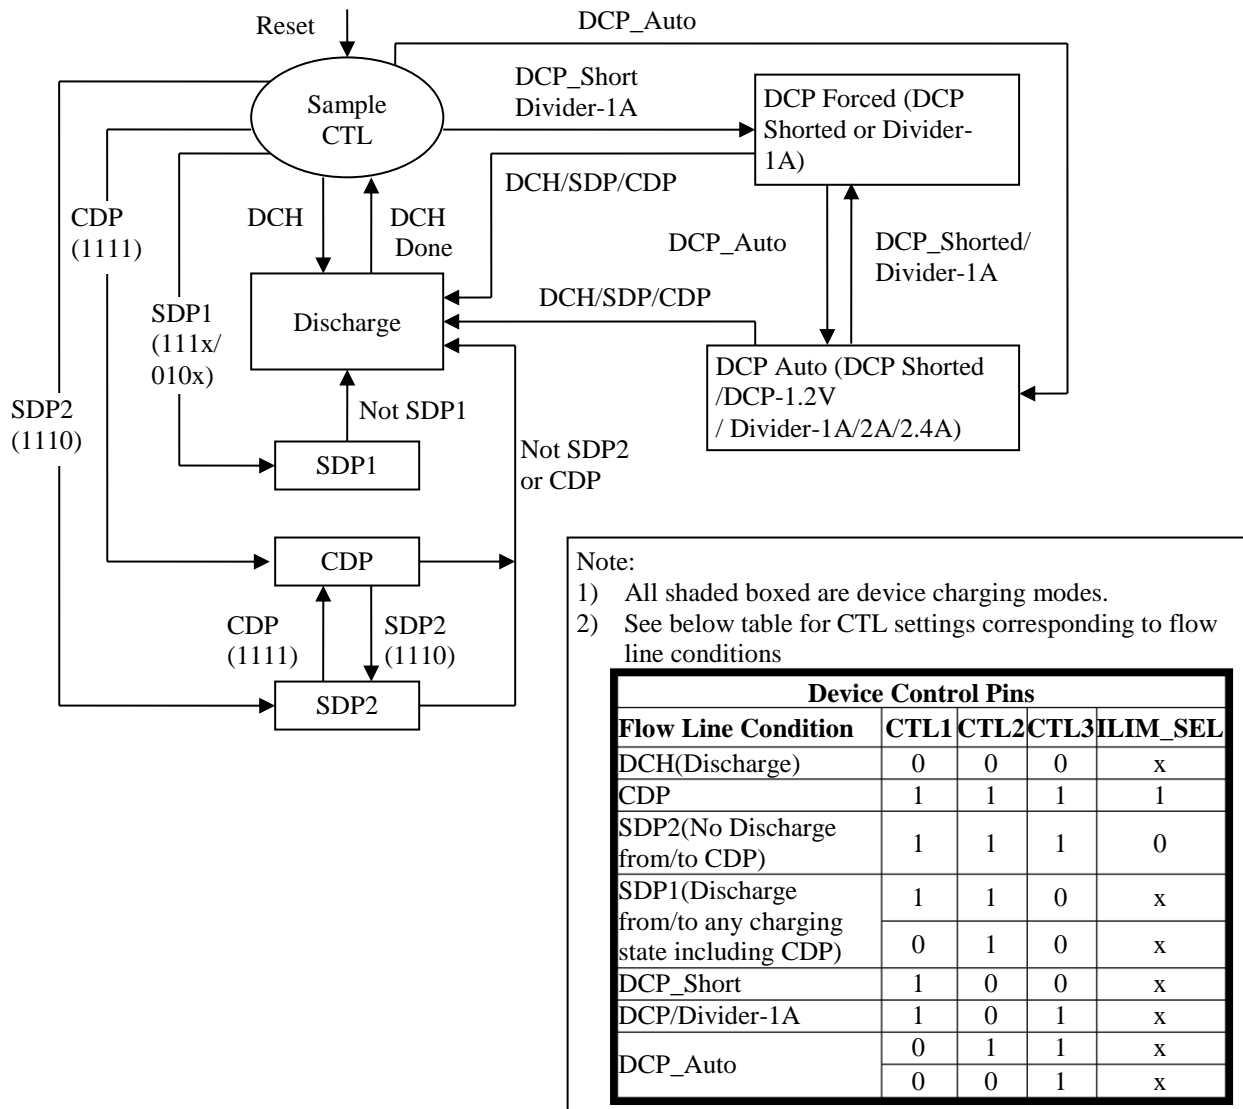 Reset
DCP_Auto
Sample
CTL
DCP_Short
Divider-1A
DCP Forced (DCP
Shorted or Divider-
1A)
DCH/SDP/CDP
CDP
(1111)
DCH
DCH
Done
DCP_Auto
DCP_Shorted/
Divider-1A
SDP1
(111x/
010x)
Discharge
DCH/SDP/CDP
DCP Auto (DCP Shorted
/DCP-1.2V
/ Divider-1A/2A/2.4A)
SDP2
(1110)
Not SDP1
SDP1
Not SDP2
or CDP
CDP
CDP
(1111)
SDP2
(1110)
SDP2
Note:
1) All shaded boxed are device charging modes.
2) See below table for CTL settings corresponding to flow
line conditions
Device Control Pins
Flow Line Condition CTL1 CTL2 CTL3 ILIM_SEL
DCH(Discharge) 0 0 0 x
CDP 1 1 1 1
SDP2(No Discharge
from/to CDP) 1 1 1 0
SDP1(Discharge 1 1 0 x
from/to any charging
state including CDP) 0 1 0 x
DCP_Short 1 0 0 x
DCP/Divider-1A 1 0 1 x
DCP_Auto 0 1 1 x
0 0 1 x